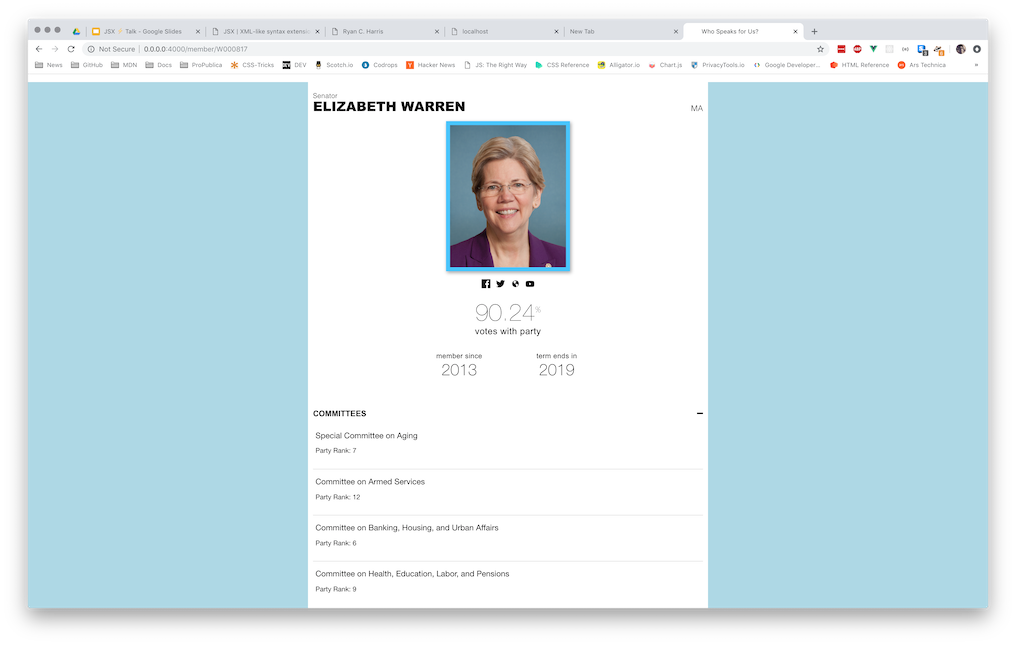 JSX ⚡ Talk - Google Slides
JSX | XML-like syntax extensi
Ryan C. Harris
localhost
New Tab
Who Speaks for Us?
Not Secure | 0.0.0.0:4000/member/W000817
News GitHub MDN Docs ProPublica CSS-Tricks DEV Scotch.io Codrops Hacker News JS: The Right Way CSS Reference Alligator.io Chart.js PrivacyTools.io Google Developer... HTML Reference Ars Technica »
Senator
ELIZABETH WARREN
MA
90.24%
votes with party
member since
2013
term ends in
2019
COMMITTEES
Special Committee on Aging
Party Rank: 7
Committee on Armed Services
Party Rank: 12
Committee on Banking, Housing, and Urban Affairs
Party Rank: 6
Committee on Health, Education, Labor, and Pensions
Party Rank: 9